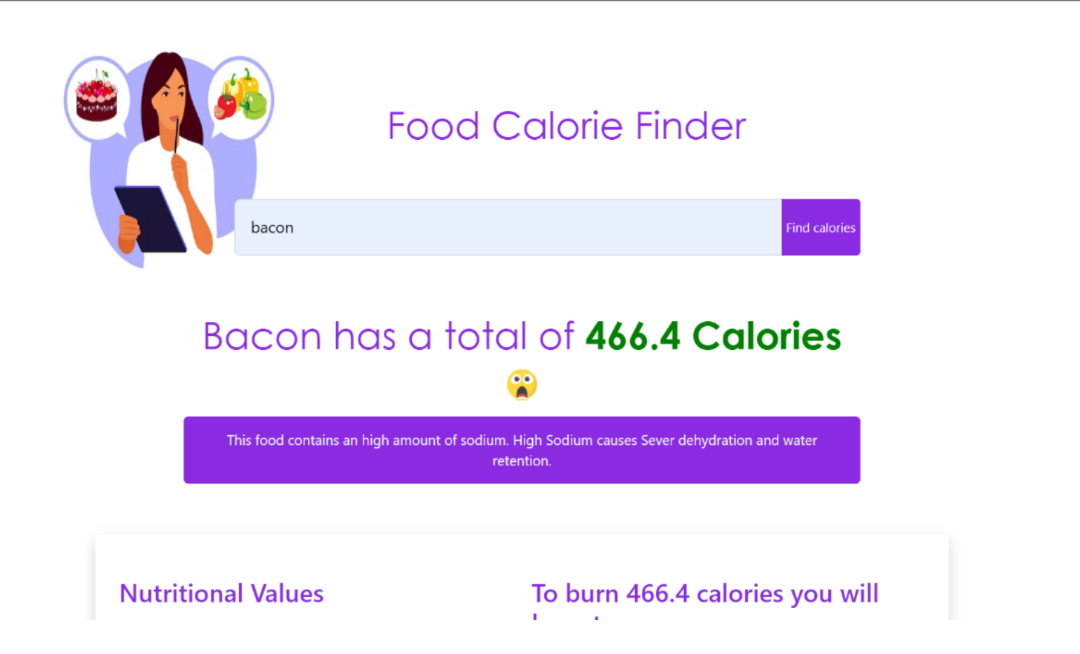 Food Calorie Finder
bacon
Find calories
Bacon has a total of 466.4 Calories
This food contains an high amount of sodium. High Sodium causes Sever dehydration and water
retention.
Nutritional Values
To burn 466.4 calories you will